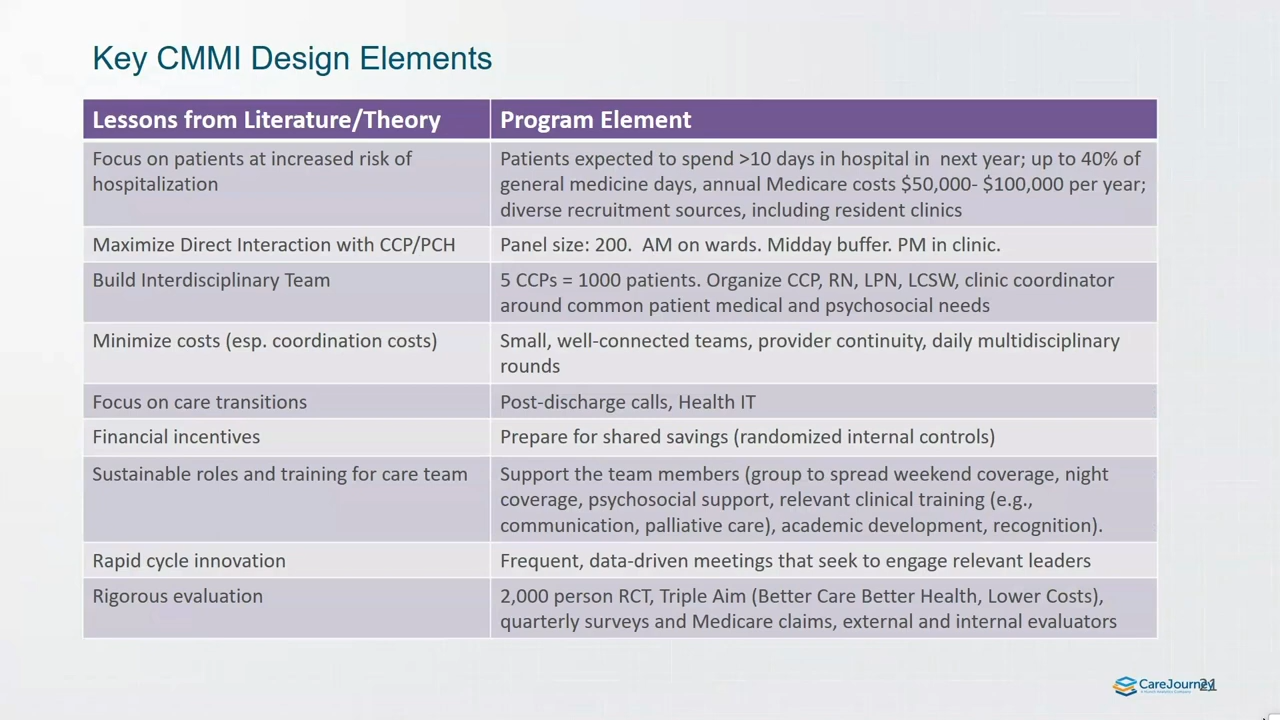 Key CMMI Design Elements
Lessons from Literature/Theory
Program Element
Focus on patients at increased risk of
hospitalization
Patients expected to spend >10 days in hospital in  next year; up to 40% of
general medicine days, annual Medicare costs $50,000- $100,000 per year;
diverse recruitment sources, including resident clinics
Maximize Direct Interaction with CCP/PCH
Panel size: 200.  AM on wards. Midday buffer. PM in clinic.
Build Interdisciplinary Team
5 CCPs = 1000 patients. Organize CCP, RN, LPN, LCSW, clinic coordinator
around common patient medical and psychosocial needs
Minimize costs (esp. coordination costs)
Small, well-connected teams, provider continuity, daily multidisciplinary
rounds
Focus on care transitions
Post-discharge calls, Health IT
Financial incentives
Prepare for shared savings (randomized internal controls)
Sustainable roles and training for care team
Support the team members (group to spread weekend coverage, night
coverage, psychosocial support, relevant clinical training (e.g.,
communication, palliative care), academic development, recognition).
Rapid cycle innovation
Frequent, data-driven meetings that seek to engage relevant leaders
Rigorous evaluation
2,000 person RCT, Triple Aim (Better Care Better Health, Lower Costs),
quarterly surveys and Medicare claims, external and internal evaluators
CareJourney
21